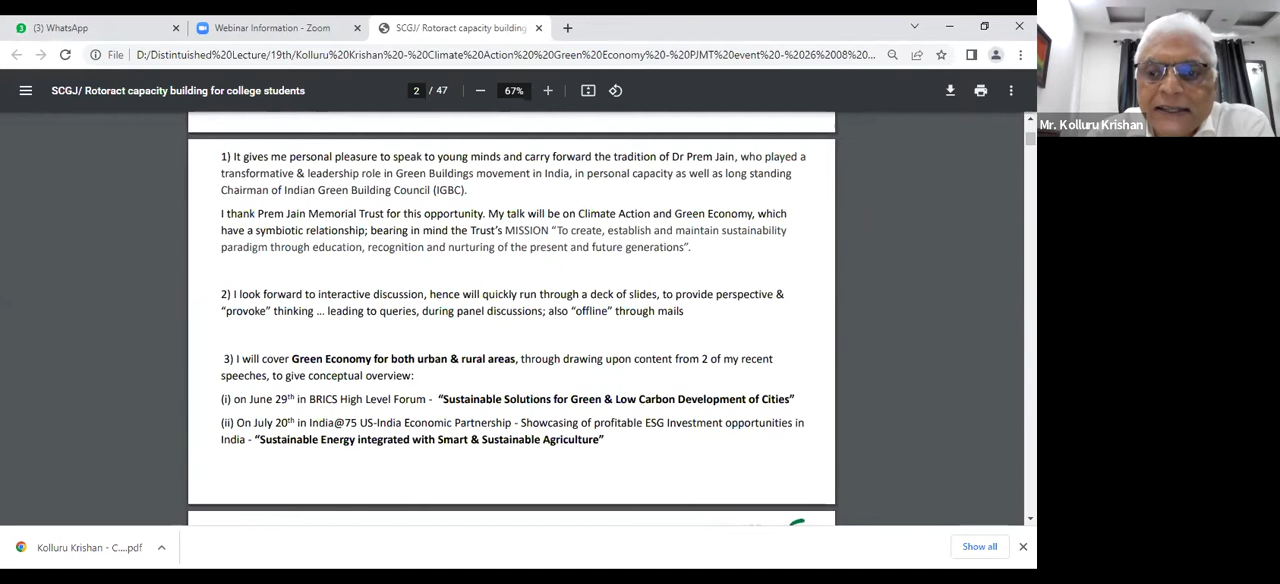 (3) WhatsApp
Webinar Information - Zoom
SCGJ/ Rotoract capacity building
File
D:/Distintuished%20Lecture/19th/Kolluru%20Krishan%20-%20Climate%20Action%20%20Green%20Economy%20-%20PJMT%20event%20-%2026%2008%20...
SCGJ/ Rotoract capacity building for college students
2 / 47
67%
Mr. Kolluru Krishan
1) It gives me personal pleasure to speak to young minds and carry forward the tradition of Dr Prem Jain, who played a
transformative & leadership role in Green Buildings movement in India, in personal capacity as well as long standing
Chairman of Indian Green Building Council (IGBC).
I thank Prem Jain Memorial Trust for this opportunity. My talk will be on Climate Action and Green Economy, which
have a symbiotic relationship; bearing in mind the Trust's MISSION "To create, establish and maintain sustainability
paradigm through education, recognition and nurturing of the present and future generations".
2) I look forward to interactive discussion, hence will quickly run through a deck of slides, to provide perspective &
"provoke" thinking ... leading to queries, during panel discussions; also "offline" through mails
3) I will cover Green Economy for both urban & rural areas, through drawing upon content from 2 of my recent
speeches, to give conceptual overview:
(i) on June 29th in BRICS High Level Forum - "Sustainable Solutions for Green & Low Carbon Development of Cities"
(ii) On July 20th in India@75 US-India Economic Partnership - Showcasing of profitable ESG Investment opportunities in
India - "Sustainable Energy integrated with Smart & Sustainable Agriculture"
Kolluru Krishan - C....pdf
Show all